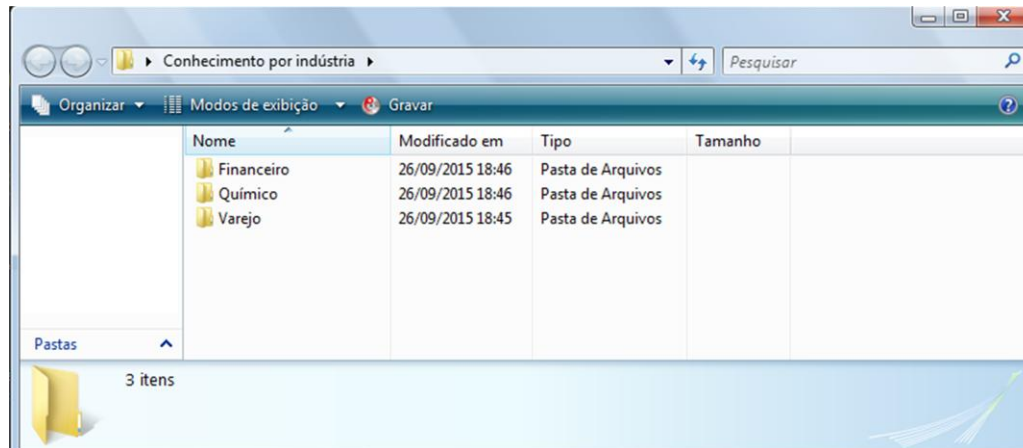 Conhecimento por indústria
Pesquisar
Organizar Modos de exibição Gravar
Nome Modificado em Tipo Tamanho
Financeiro 26/09/2015 18:46 Pasta de Arquivos
Químico 26/09/2015 18:46 Pasta de Arquivos
Varejo 26/09/2015 18:45 Pasta de Arquivos
Pastas
3 itens